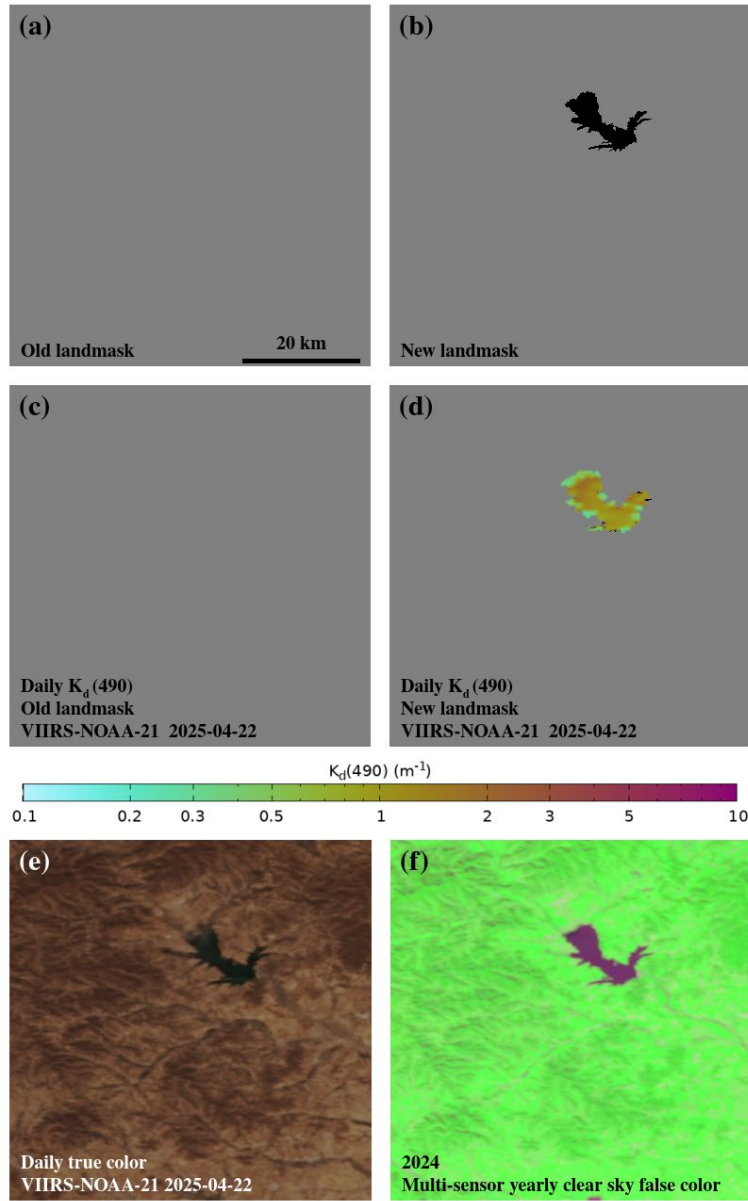 (a)
Old landmask
20 km
(b)
New landmask
(c)
Daily Kd(490)
Old landmask
VIIRS-NOAA-21 2025-04-22
(d)
Daily Kd(490)
New landmask
VIIRS-NOAA-21 2025-04-22
Kd(490) (m-1)
0.1 0.2 0.3 0.5 1 2 3 5 10
(e)
Daily true color
VIIRS-NOAA-21 2025-04-22
(f)
2024
Multi-sensor yearly clear sky false color